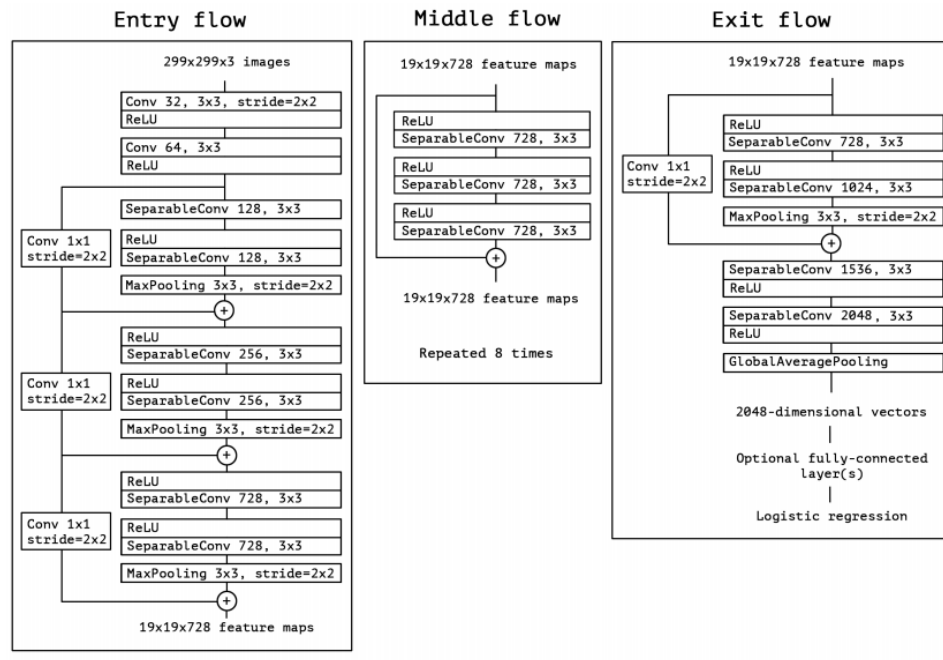 Entry flow
299x299x3 images
Conv 32, 3x3, stride=2x2
ReLU
Conv 64, 3x3
ReLU
SeparableConv 128, 3x3
Conv 1x1
stride=2x2
ReLU
SeparableConv 128, 3x3
MaxPooling 3x3, stride=2x2
+
ReLU
SeparableConv 256, 3x3
Conv 1x1
stride=2x2
ReLU
SeparableConv 256, 3x3
MaxPooling 3x3, stride=2x2
+
ReLU
SeparableConv 728, 3x3
Conv 1x1
stride=2x2
ReLU
SeparableConv 728, 3x3
MaxPooling 3x3, stride=2x2
+
19x19x728 feature maps
Middle flow
19x19x728 feature maps
ReLU
SeparableConv 728, 3x3
ReLU
SeparableConv 728, 3x3
ReLU
SeparableConv 728, 3x3
+
19x19x728 feature maps
Repeated 8 times
Exit flow
19x19x728 feature maps
ReLU
SeparableConv 728, 3x3
Conv 1x1
stride=2x2
ReLU
SeparableConv 1024, 3x3
MaxPooling 3x3, stride=2x2
+
SeparableConv 1536, 3x3
ReLU
SeparableConv 2048, 3x3
ReLU
GlobalAveragePooling
2048-dimensional vectors
Optional fully-connected
layer(s)
Logistic regression